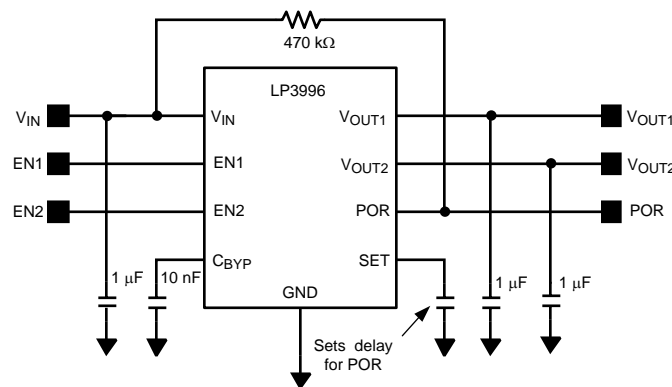 470 kΩ
LP3996
VIN
VIN
VOUT1
VOUT1
EN1
EN1
VOUT2
VOUT2
EN2
EN2
POR
POR
CBYP
SET
1 µF
10 nF
GND
1 µF
1 µF
Sets delay
for POR